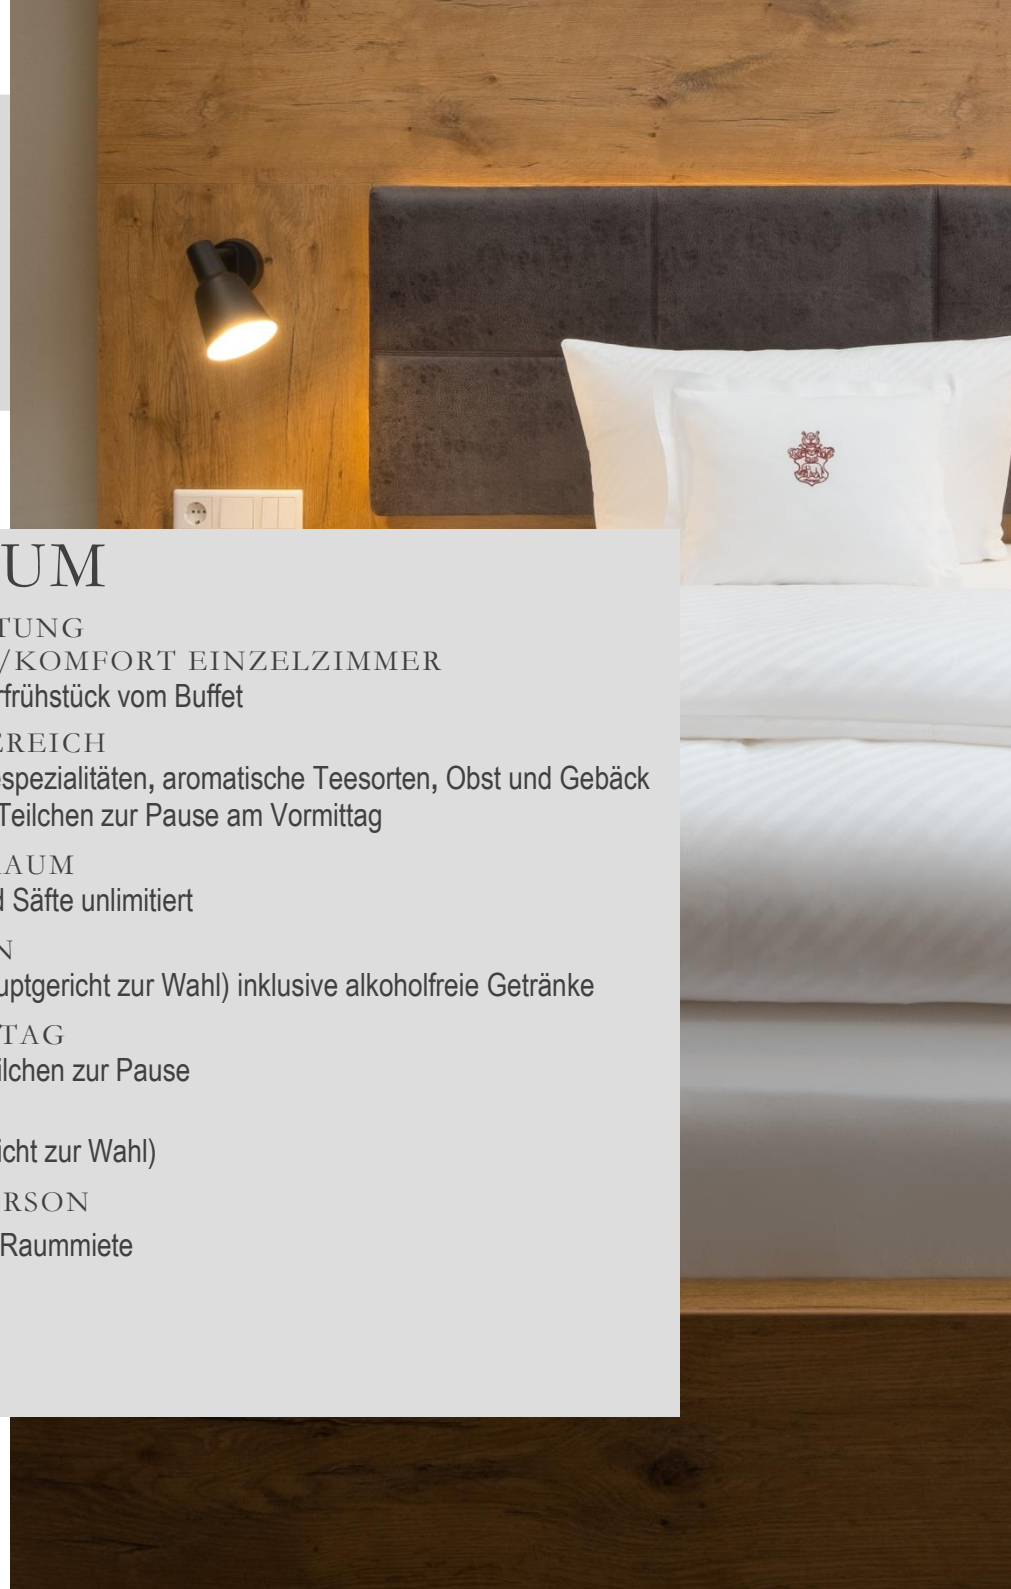 UM
TUNG
/KOMFORT EINZELZIMMER
rfrühstück vom Buffet
EREICH
espezialitäten, aromatische Teesorten, Obst und Gebäck
Teilchen zur Pause am Vormittag
RAUM
d Säfte unlimitiert
N
uptgericht zur Wahl) inklusive alkoholfreie Getränke
TAG
ilchen zur Pause
icht zur Wahl)
RSON
Raummiete